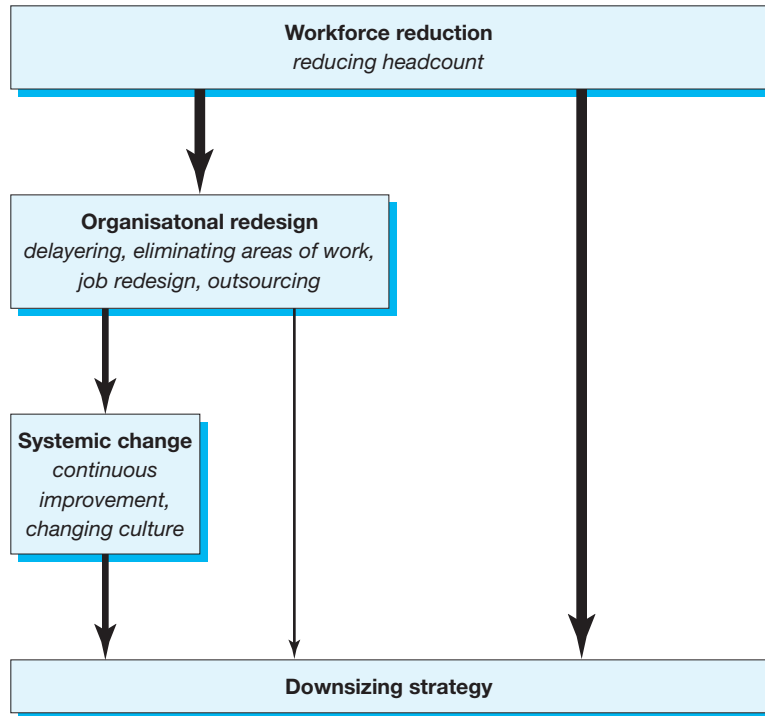 Workforce reduction
reducing headcount
Organisatonal redesign
delayering, eliminating areas of work,
job redesign, outsourcing
Systemic change
continuous
improvement,
changing culture
Downsizing strategy